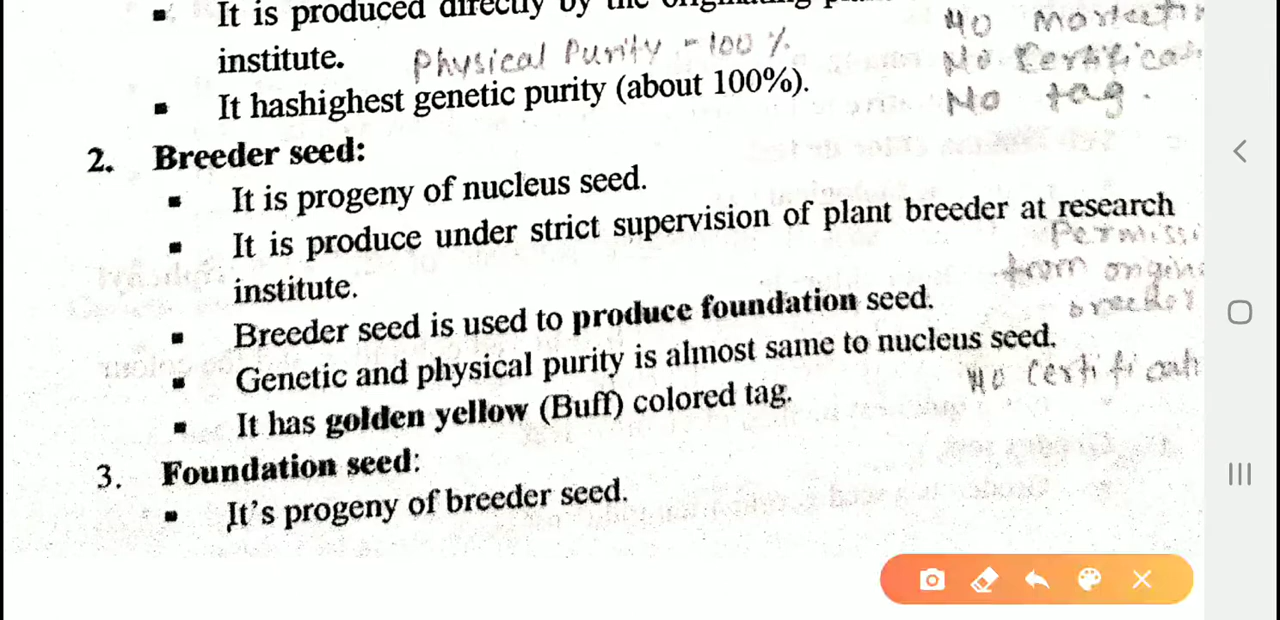 It is produced directly by the originating
No
institute. Physical Purity - 100 %
No
It hashighest genetic purity (about 100%).
No tag.
2. Breeder seed:
It is progeny of nucleus seed.
It is produce under strict supervision of plant breeder at research
institute.
from
breeder
Breeder seed is used to produce foundation seed.
Genetic and physical purity is almost same to nucleus seed.
No
It has golden yellow (Buff) colored tag.
3. Foundation seed:
It's progeny of breeder seed.